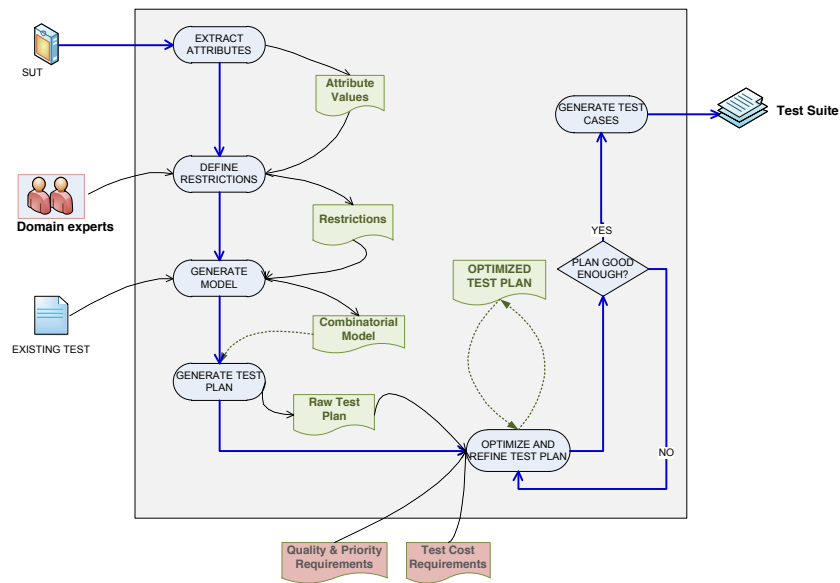 SUT
EXTRACT
ATTRIBUTES
Attribute
Values
GENERATE TEST
CASES
Test Suite
DEFINE
RESTRICTIONS
Domain experts
Restrictions
YES
PLAN GOOD
ENOUGH?
GENERATE
MODEL
OPTIMIZED
TEST PLAN
EXISTING TEST
Combinatorial
Model
GENERATE TEST
PLAN
Raw Test
Plan
OPTIMIZE AND
REFINE TEST PLAN
NO
Quality & Priority
Requirements
Test Cost
Requirements